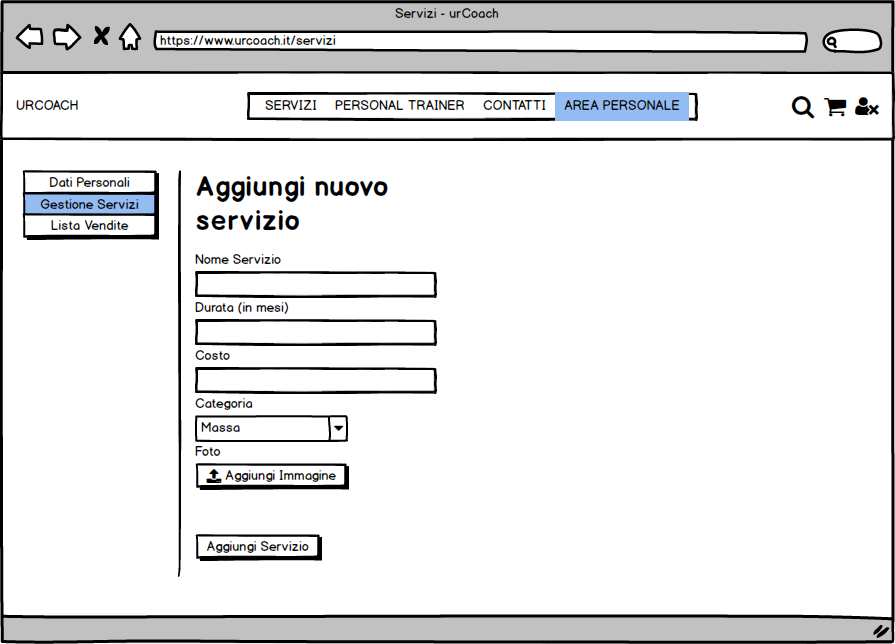 Servizi - urCoach
https://www.urcoach.it/servizi
URCOACH
SERVIZI PERSONAL TRAINER CONTATTI AREA PERSONALE
Dati Personali
Gestione Servizi
Lista Vendite
Aggiungi nuovo
servizio
Nome Servizio
Durata (in mesi)
Costo
Categoria
Massa
Foto
Aggiungi Immagine
Aggiungi Servizio